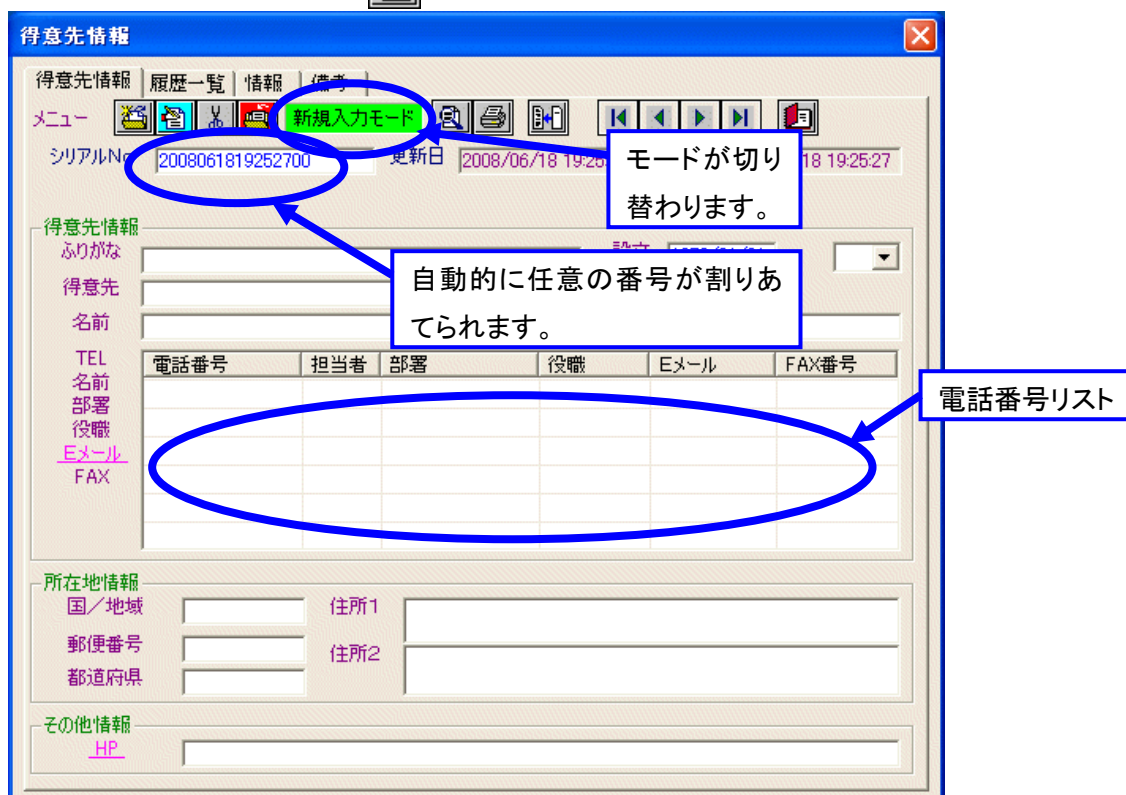 得意先情報
得意先情報 履歴一覧 情報 備考
メニュー 新規入力モード
シリアルNo 2008061819252700 更新日 2008/06/18 19:25 18 19:25:27
モードが切り
替わります。
得意先情報
ふりがな
得意先
自動的に任意の番号が割りあ
てられます。
名前
TEL
名前
部署
役職
Eメール
FAX
電話番号 担当者 部署 役職 Eメール FAX番号
電話番号リスト
所在地情報
国／地域 住所1
郵便番号 住所2
都道府県
その他情報
HP